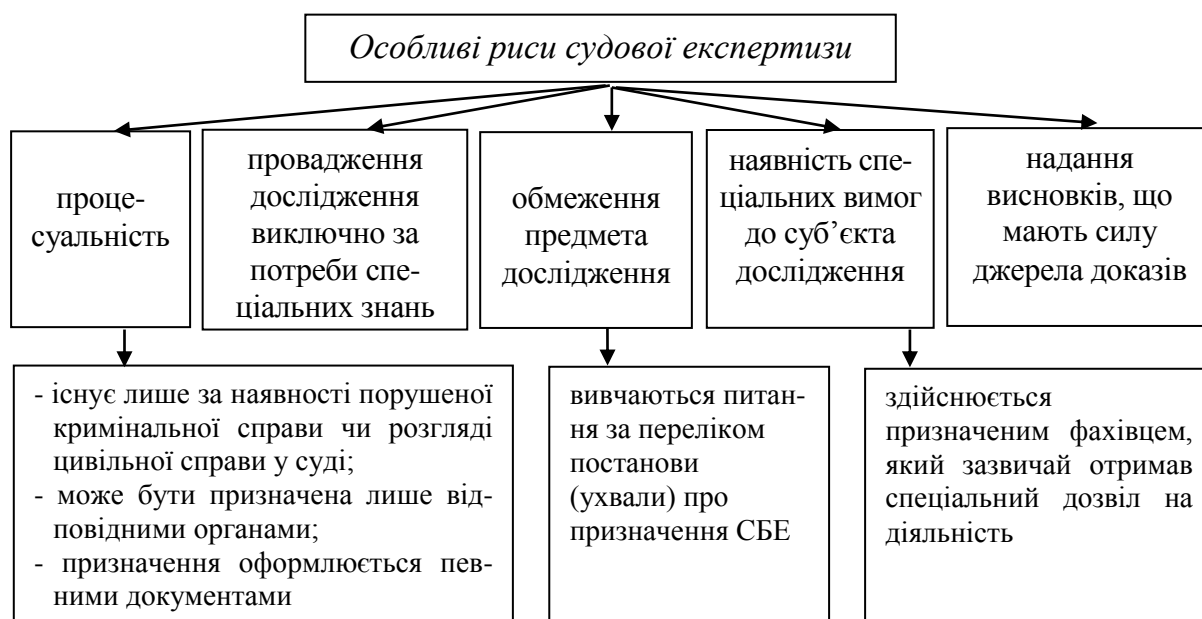 Особливі риси судової експертизи
проце-
суальність
провадження
дослідження
виключно за
потреби спе-
ціальних знань
обмеження
предмета
дослідження
наявність спе-
ціальних вимог
до суб’єкта
дослідження
надання
висновків, що
мають силу
джерела доказів
- існує лише за наявності порушеної
кримінальної справи чи розгляді
цивільної справи у суді;
- може бути призначена лише від-
повідними органами;
- призначення оформлюється пев-
ними документами
вивчаються питан-
ня за переліком
постанови
(ухвали) про
призначення СБЕ
здійснюється
призначеним фахівцем,
який зазвичай отримав
спеціальний дозвіл на
діяльність